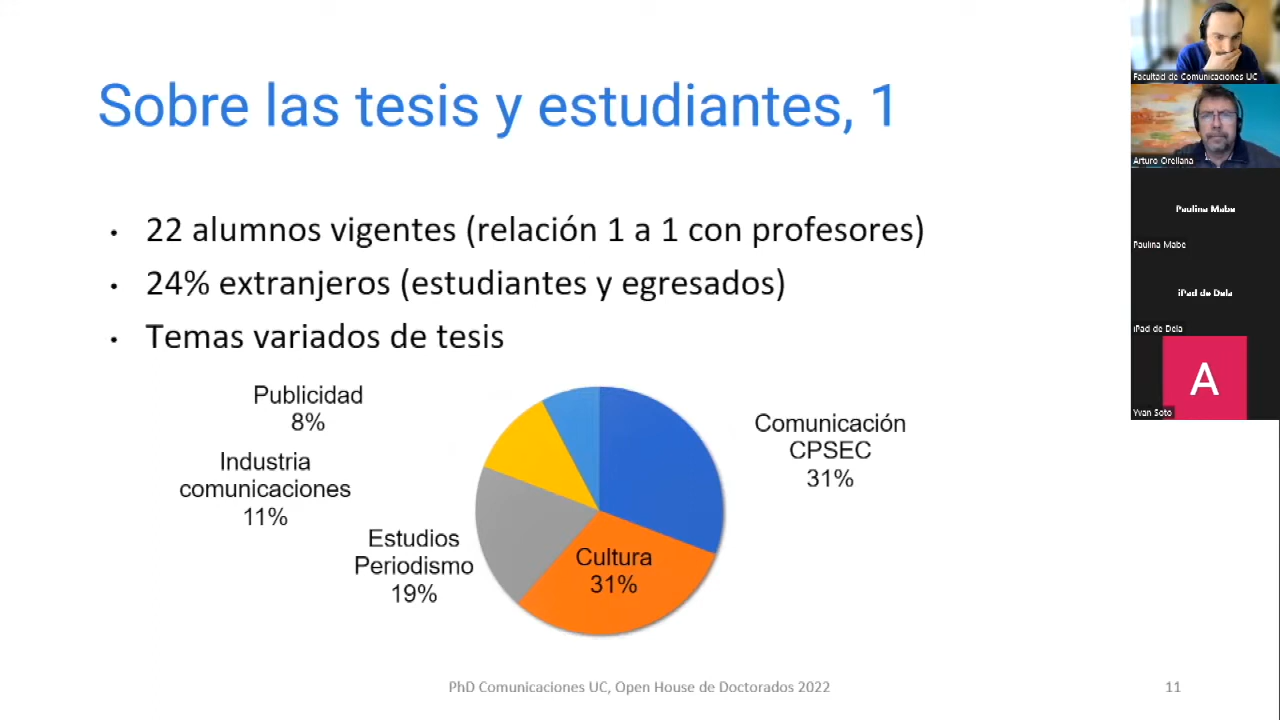 Sobre las tesis y estudiantes, 1
• 22 alumnos vigentes (relación 1 a 1 con profesores)
• 24% extranjeros (estudiantes y egresados)
• Temas variados de tesis
Publicidad
8%
Industria
comunicaciones
11%
Estudios
Periodismo
19%
Cultura
31%
Comunicación
CPSEC
31%
PhD Comunicaciones UC, Open House de Doctorados 2022
11
Facultad de Comunicaciones UC
Arturo Orellana
Paulina Mabe
Paulina Mabe
iPad de Dela
iPad de Dela
A
Yvan Soto